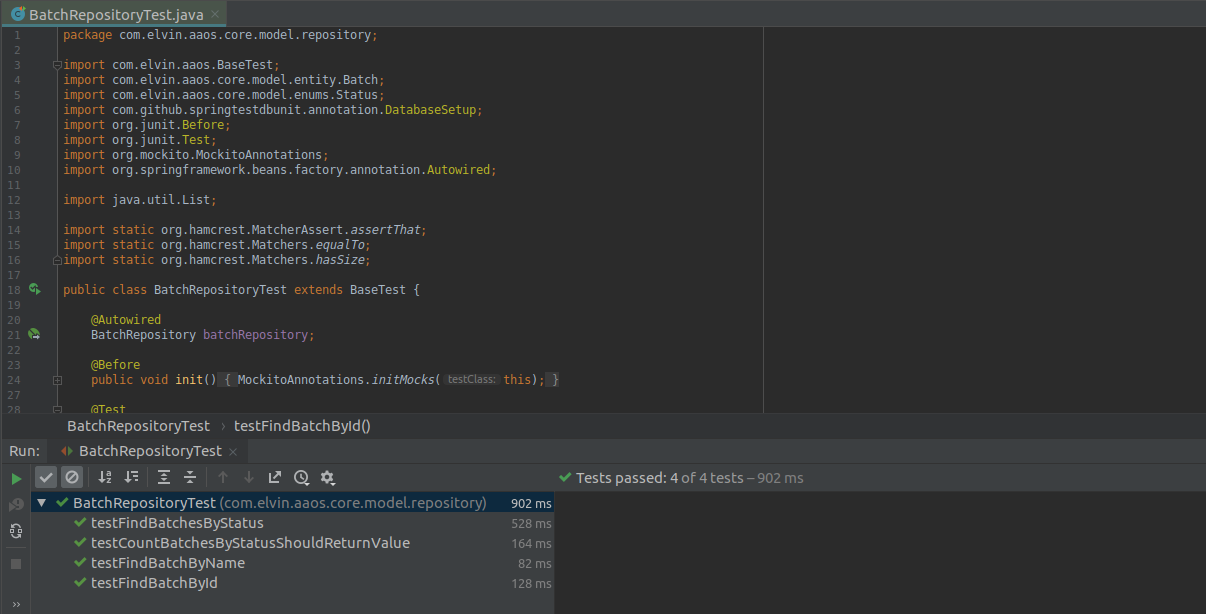 BatchRepositoryTest.java
1 package com.elvin.aaos.core.model.repository;
2
3 import com.elvin.aaos.BaseTest;
4 import com.elvin.aaos.core.model.entity.Batch;
5 import com.elvin.aaos.core.model.enums.Status;
6 import com.github.springtestdbunit.annotation.DatabaseSetup;
7 import org.junit.Before;
8 import org.junit.Test;
9 import org.mockito.MockitoAnnotations;
10 import org.springframework.beans.factory.annotation.Autowired;
11
12 import java.util.List;
13
14 import static org.hamcrest.MatcherAssert.assertThat;
15 import static org.hamcrest.Matchers.equalTo;
16 import static org.hamcrest.Matchers.hasSize;
17
18 public class BatchRepositoryTest extends BaseTest {
19
20 @Autowired
21 BatchRepository batchRepository;
22
23 @Before
24 public void init() { MockitoAnnotations.initMocks( testClass: this); }
27
28 @Test
BatchRepositoryTest › testFindBatchById()
Run: BatchRepositoryTest
Tests passed: 4 of 4 tests – 902 ms
BatchRepositoryTest (com.elvin.aaos.core.model.repository) 902 ms
testFindBatchesByStatus 528 ms
testCountBatchesByStatusShouldReturnValue 164 ms
testFindBatchByName 82 ms
testFindBatchById 128 ms